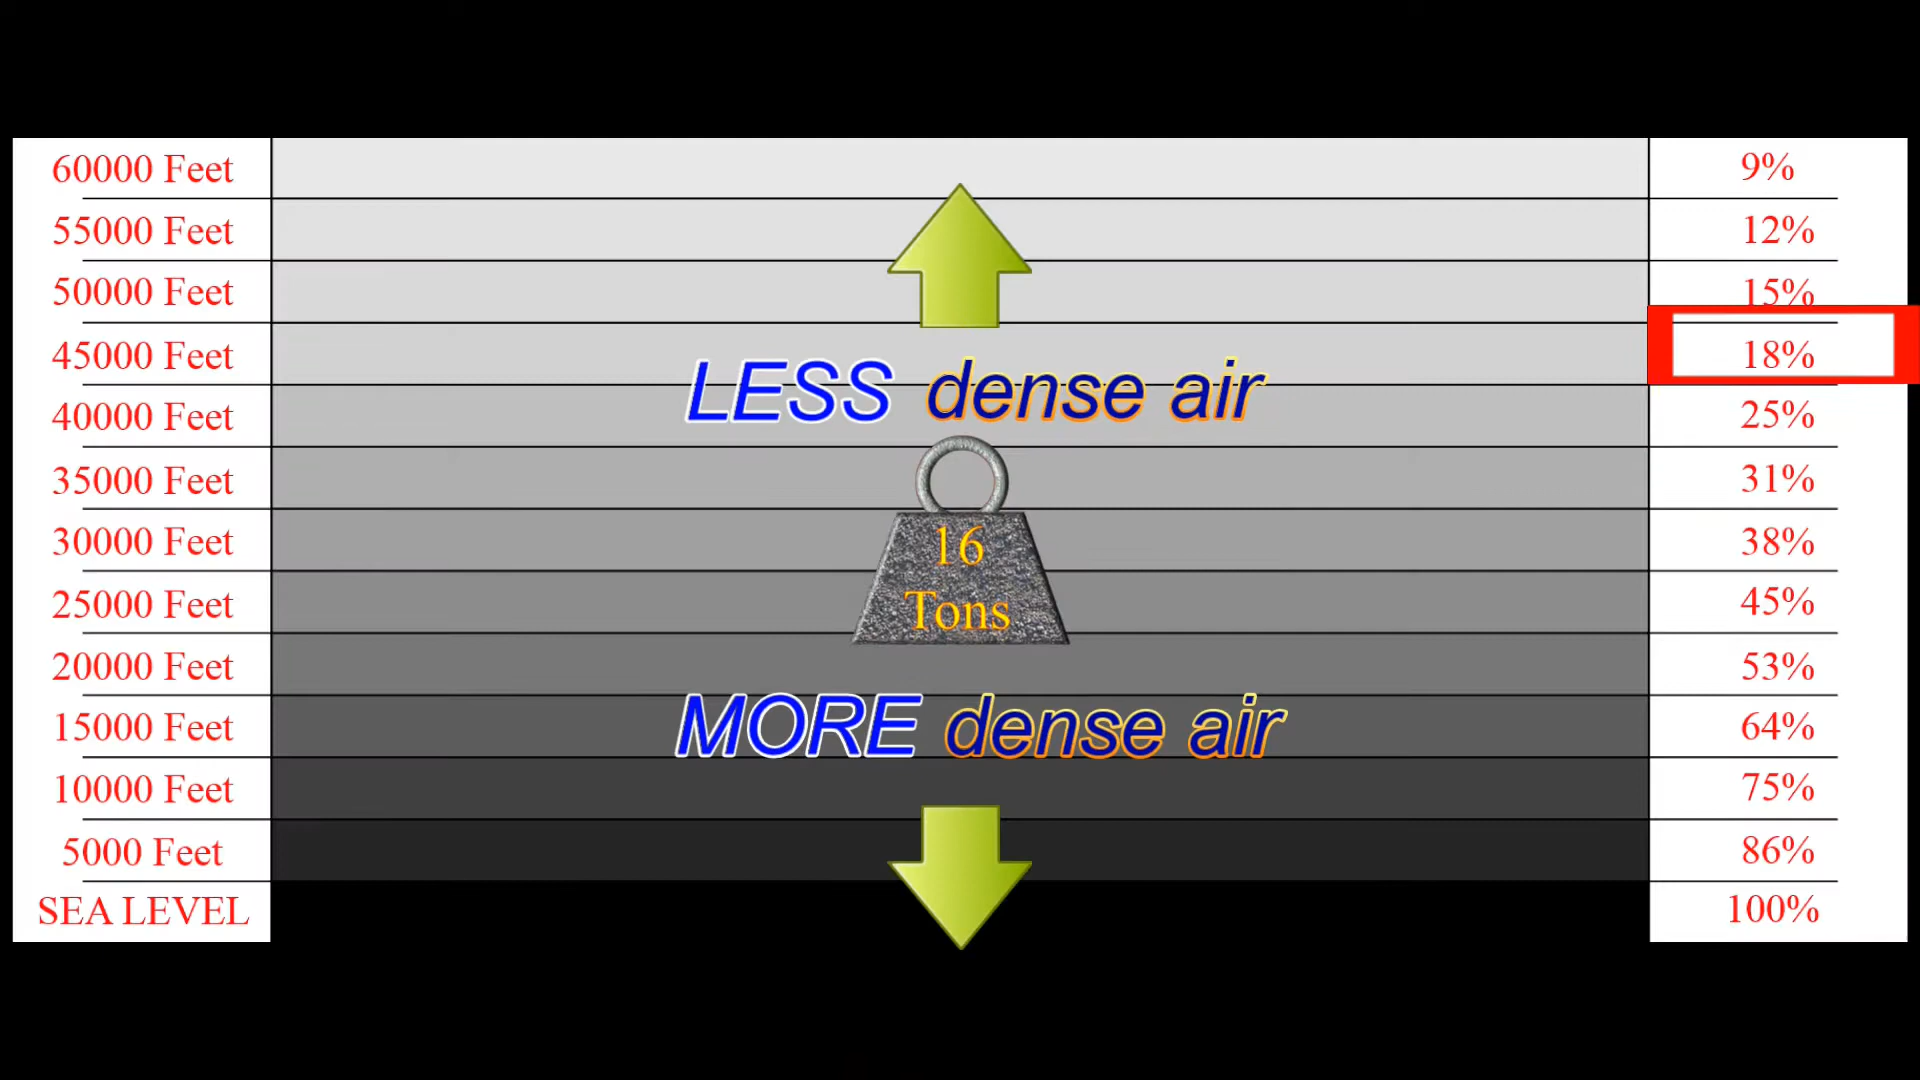 60000 Feet 9%
55000 Feet 12%
50000 Feet 15%
45000 Feet 18%
LESS dense air
40000 Feet 25%
35000 Feet 31%
30000 Feet 38%
16
Tons
25000 Feet 45%
20000 Feet 53%
15000 Feet 64%
MORE dense air
10000 Feet 75%
5000 Feet 86%
SEA LEVEL 100%